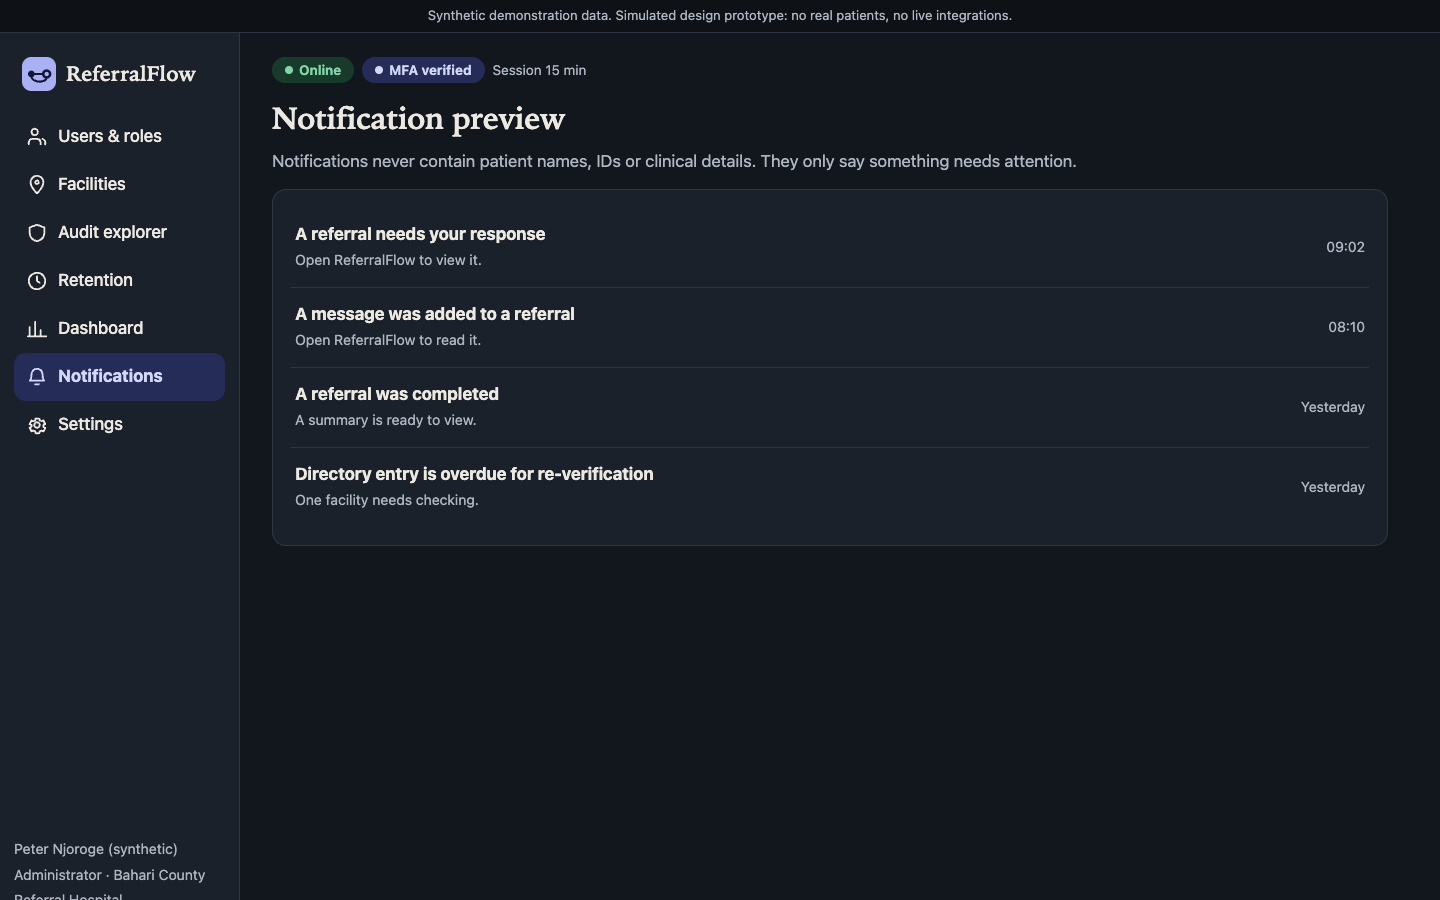 Synthetic demonstration data. Simulated design prototype: no real patients, no live integrations.
ReferralFlow
Users & roles
Facilities
Audit explorer
Retention
Dashboard
Notifications
Settings
Peter Njoroge (synthetic)
Administrator · Bahari County
Referral Hospital
Online
MFA verified
Session 15 min
Notification preview
Notifications never contain patient names, IDs or clinical details. They only say something needs attention.
A referral needs your response
Open ReferralFlow to view it.
09:02
A message was added to a referral
Open ReferralFlow to read it.
08:10
A referral was completed
A summary is ready to view.
Yesterday
Directory entry is overdue for re-verification
One facility needs checking.
Yesterday